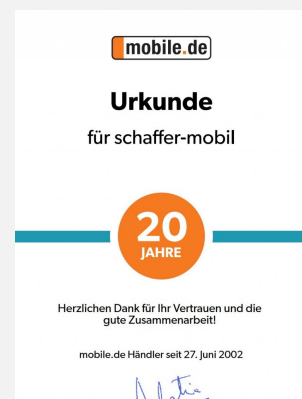 mobile.de
Urkunde
für schaffer-mobil
20
JAHRE
Herzlichen Dank für Ihr Vertrauen und die
gute Zusammenarbeit!
mobile.de Händler seit 27. Juni 2002